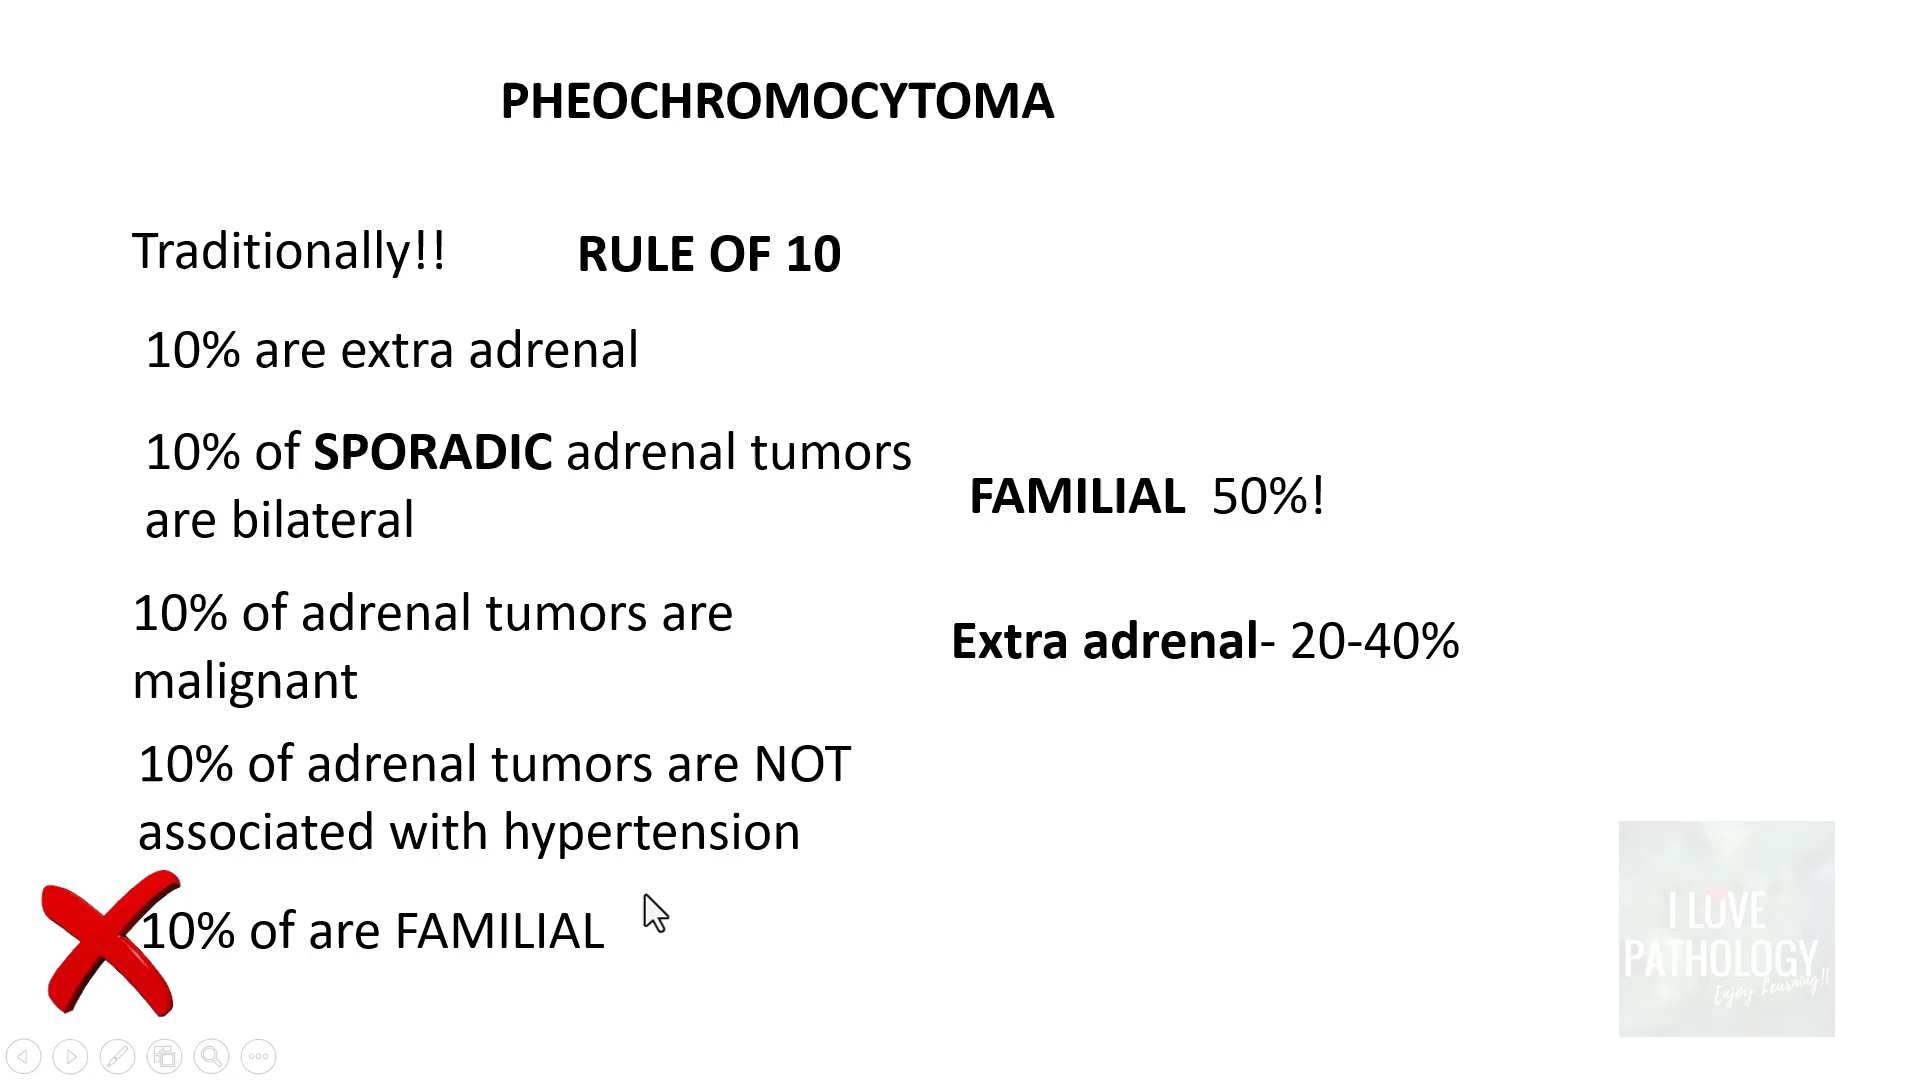 PHEOCHROMOCYTOMA
Traditionally!! RULE OF 10
10% are extra adrenal
10% of SPORADIC adrenal tumors
are bilateral
FAMILIAL 50%!
10% of adrenal tumors are
malignant
Extra adrenal- 20-40%
10% of adrenal tumors are NOT
associated with hypertension
10% of are FAMILIAL
I LOVE
PATHOLOGY
Enjoy Learning!!